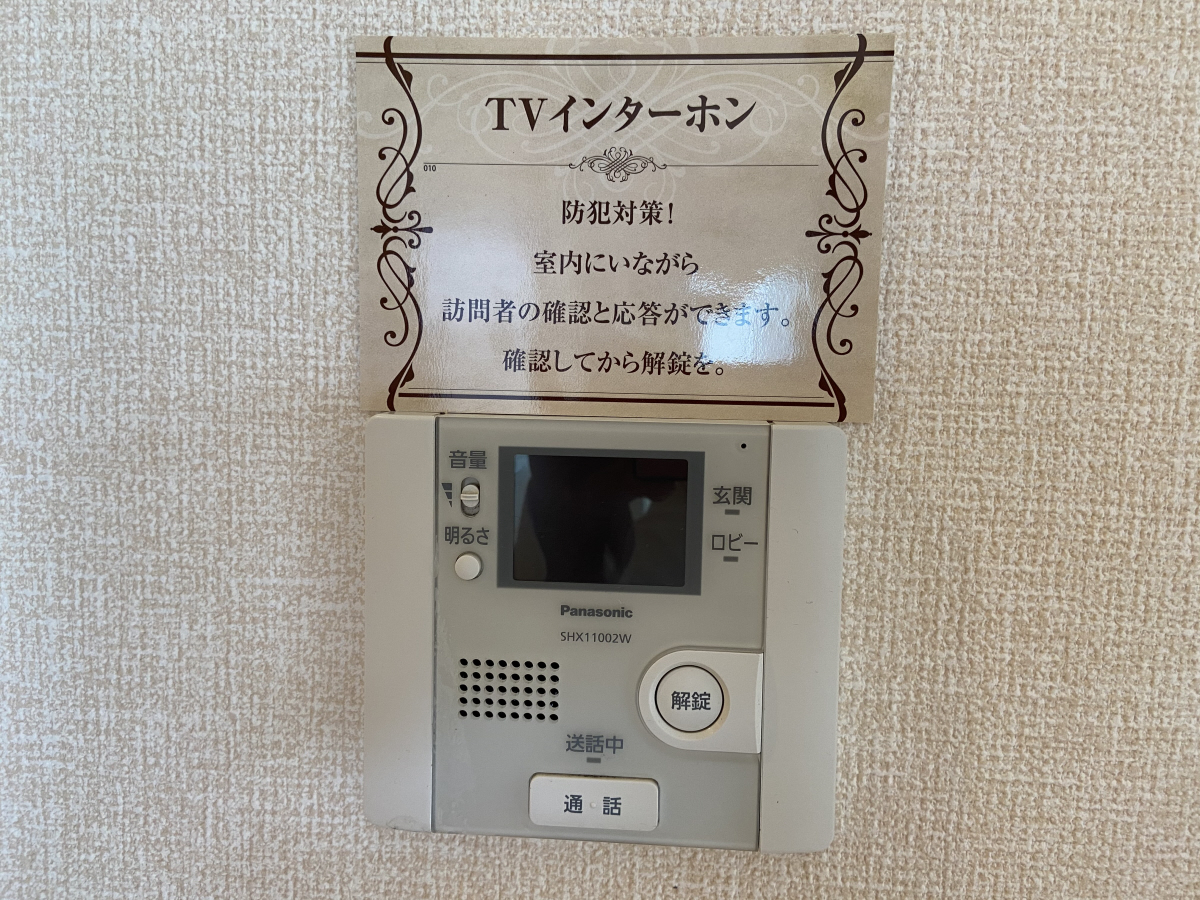 TVインターホン
010
防犯対策！
室内にいながら
訪問者の確認と応答ができます。
確認してから解錠を。
音量
明るさ
玄関
ロビー
Panasonic
SHX11002W
解錠
送話中
通話